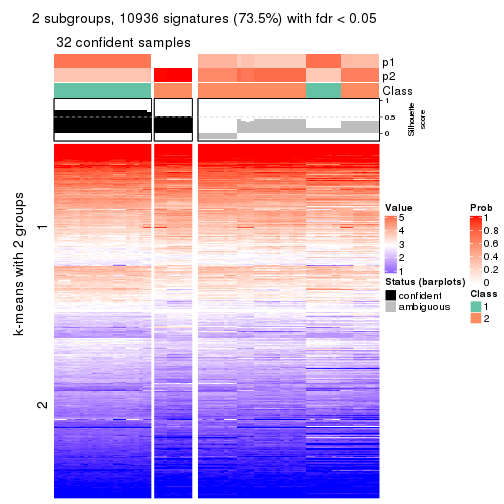 2 subgroups, 10936 signatures (73.5%) with fdr < 0.05
32 confident samples
p1
p2
Class
1
0.5
0
Silhouette
score
k-means with 2 groups
1
2
Value
5
4
3
2
1
Status (barplots)
confident
ambiguous
Prob
1
0.8
0.6
0.4
0.2
0
Class
1
2